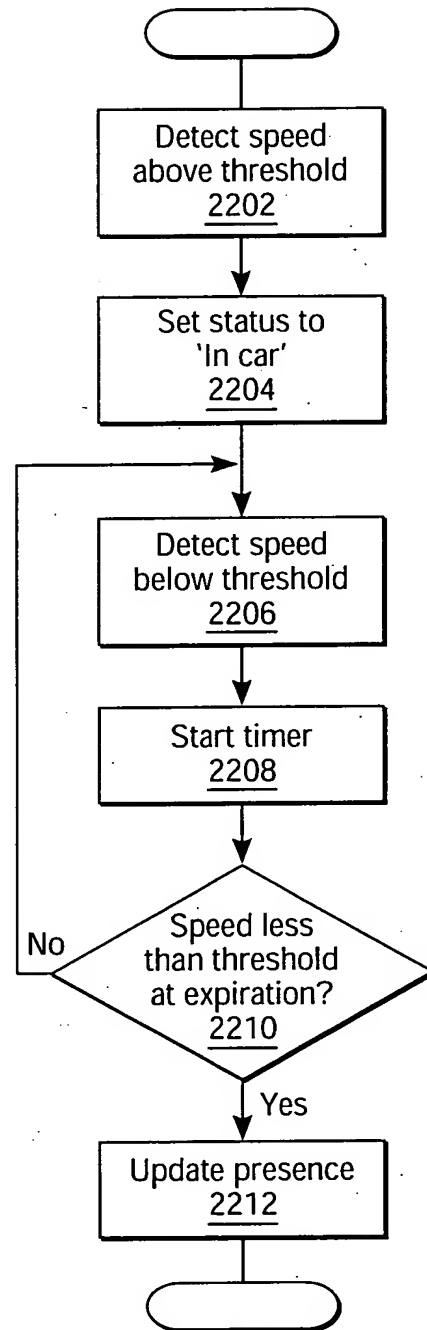 Detect speed
above threshold
2202
Set status to
'In car'
2204
Detect speed
below threshold
2206
Start timer
2208
Speed less
than threshold
at expiration?
2210
No
Yes
Update presence
2212